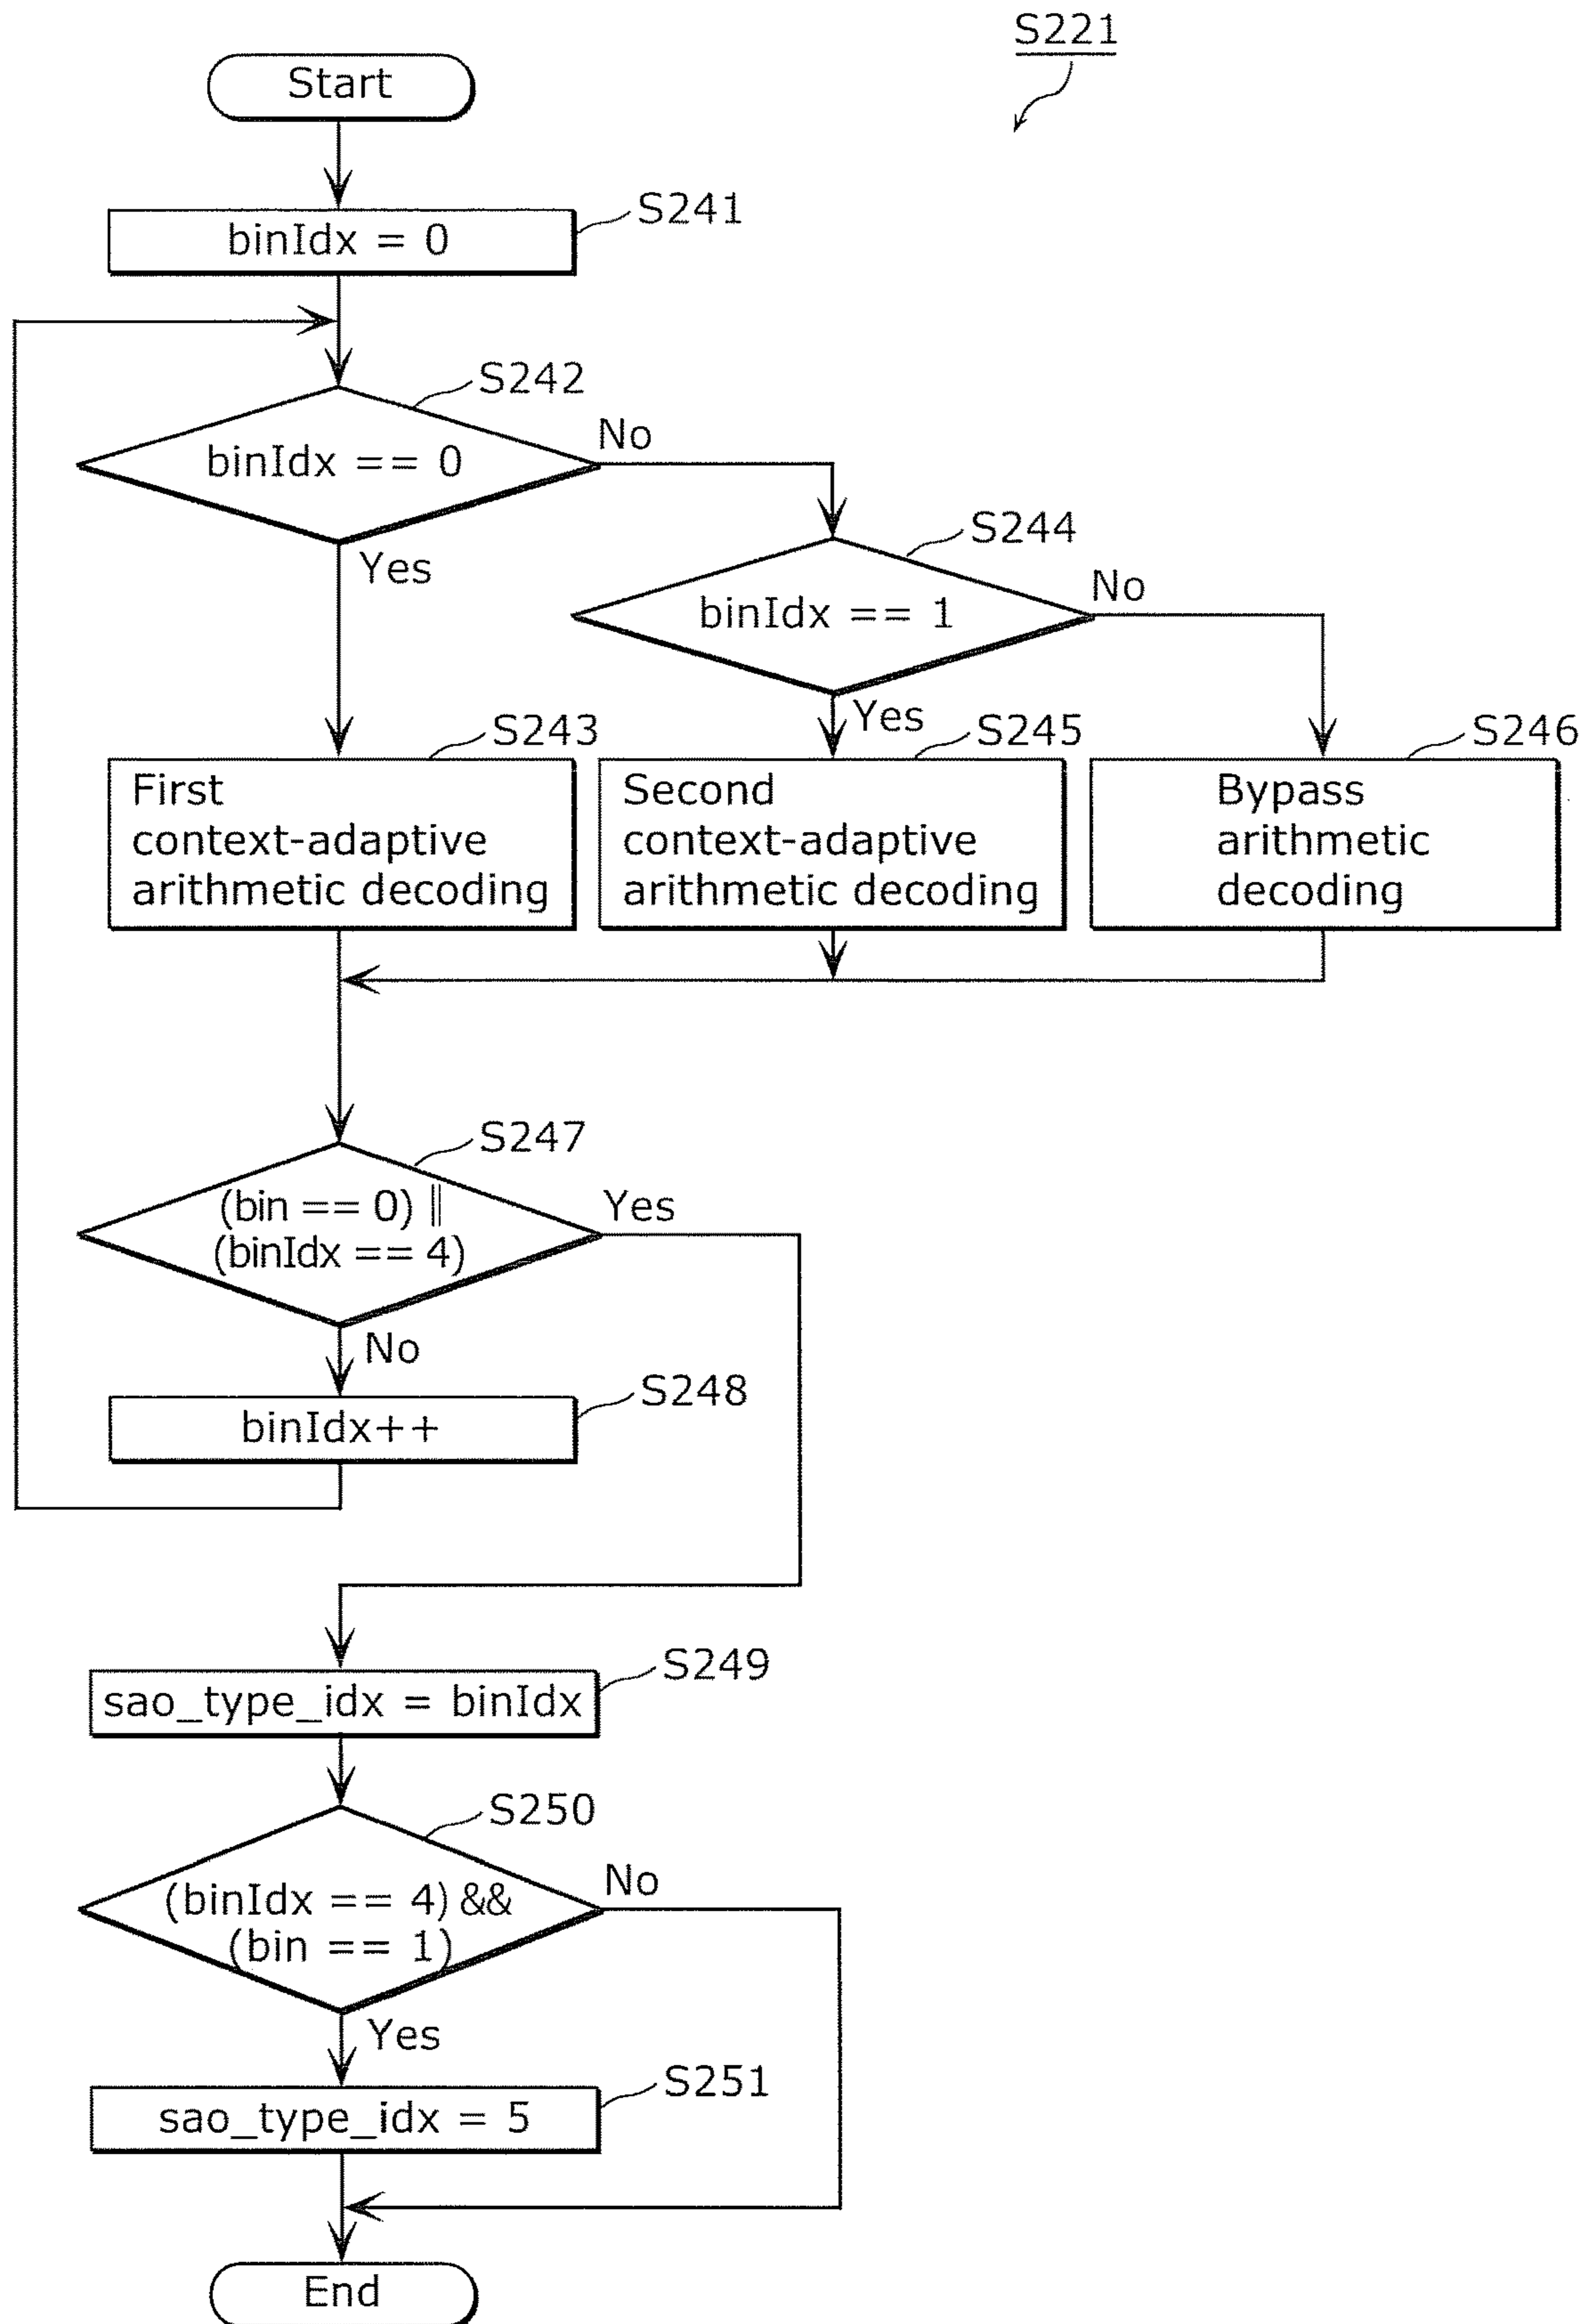 S221
Start
S241
binIdx = 0
S242
binIdx == 0
No
Yes
S244
binIdx == 1
No
Yes
S243
First
context-adaptive
arithmetic decoding
S245
Second
context-adaptive
arithmetic decoding
S246
Bypass
arithmetic
decoding
S247
(bin == 0) ||
(binIdx == 4)
Yes
No
S248
binIdx++
S249
sao_type_idx = binIdx
S250
(binIdx == 4) &&
(bin == 1)
No
Yes
S251
sao_type_idx = 5
End